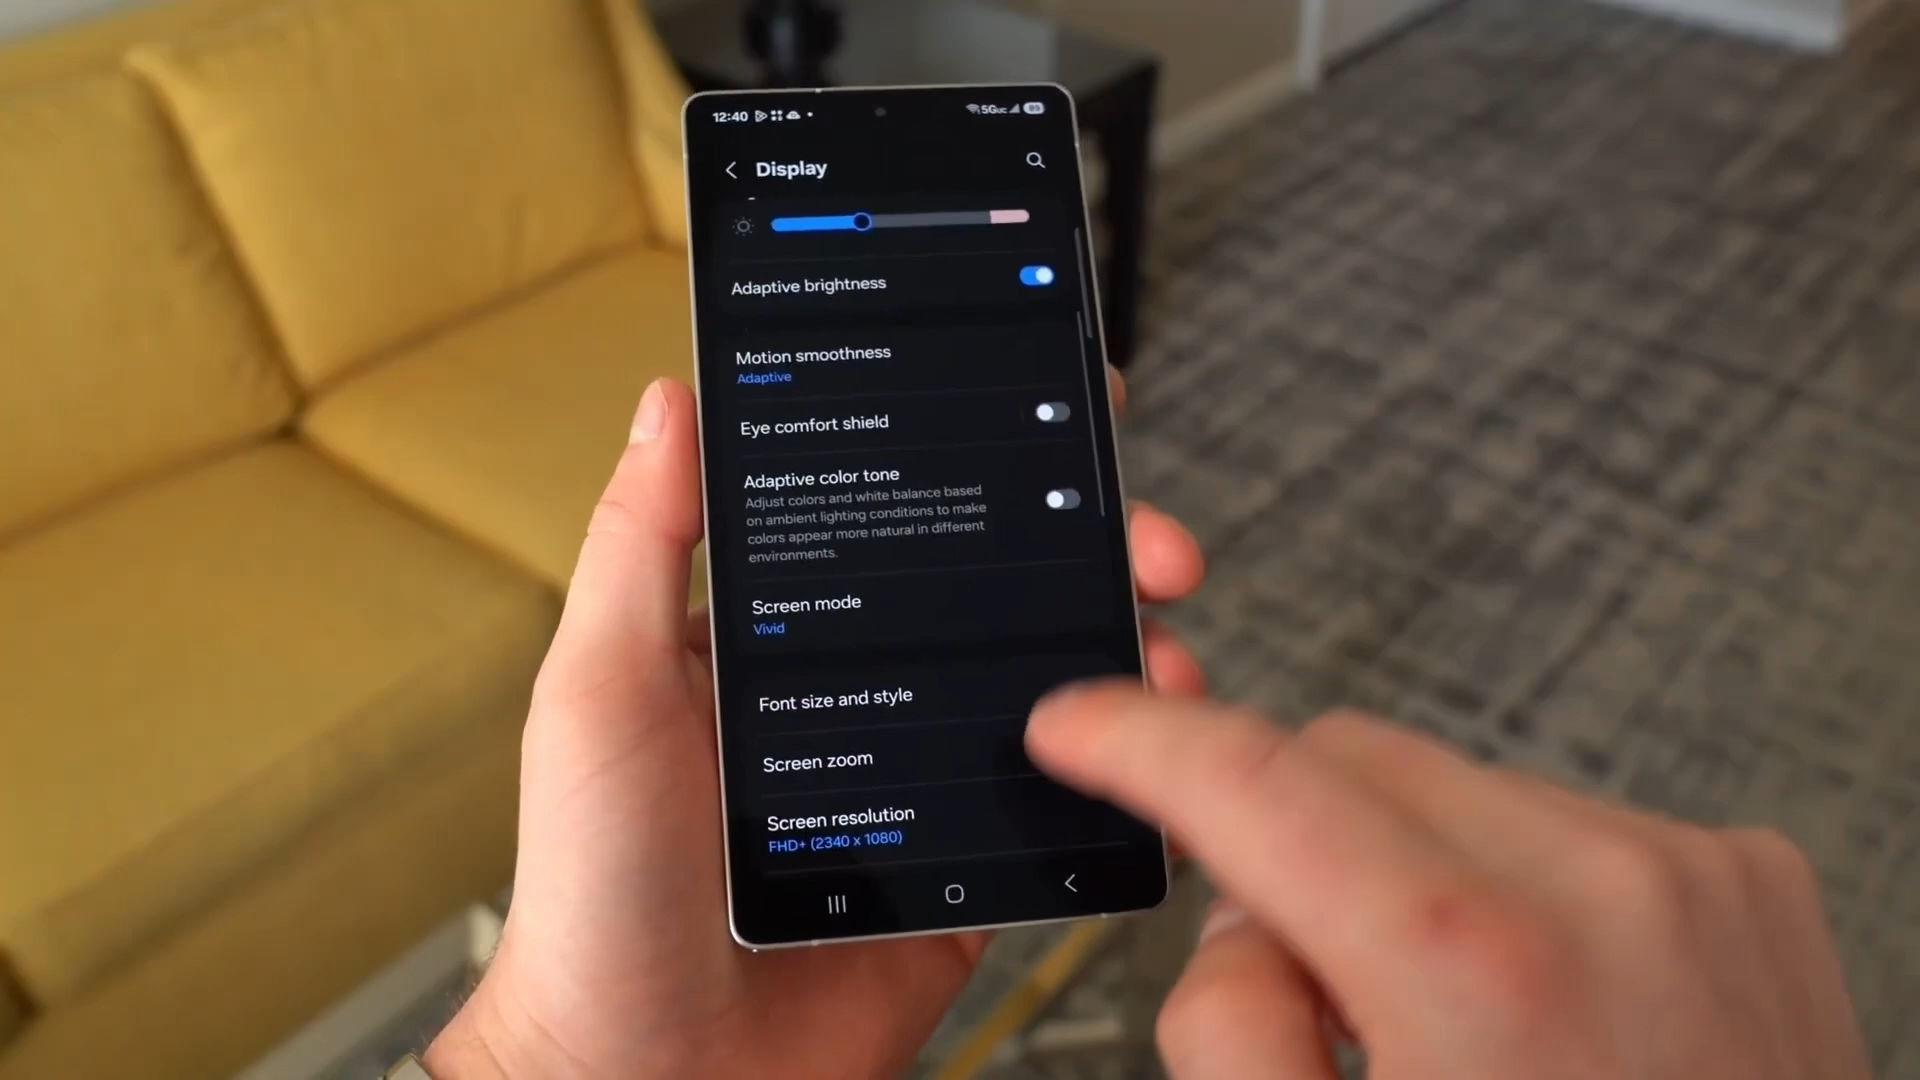 12:40
5GUC 89
Display
Adaptive brightness
Motion smoothness
Adaptive
Eye comfort shield
Adaptive color tone
Adjust colors and white balance based
on ambient lighting conditions to make
colors appear more natural in different
environments.
Screen mode
Vivid
Font size and style
Screen zoom
Screen resolution
FHD+ (2340 x 1080)